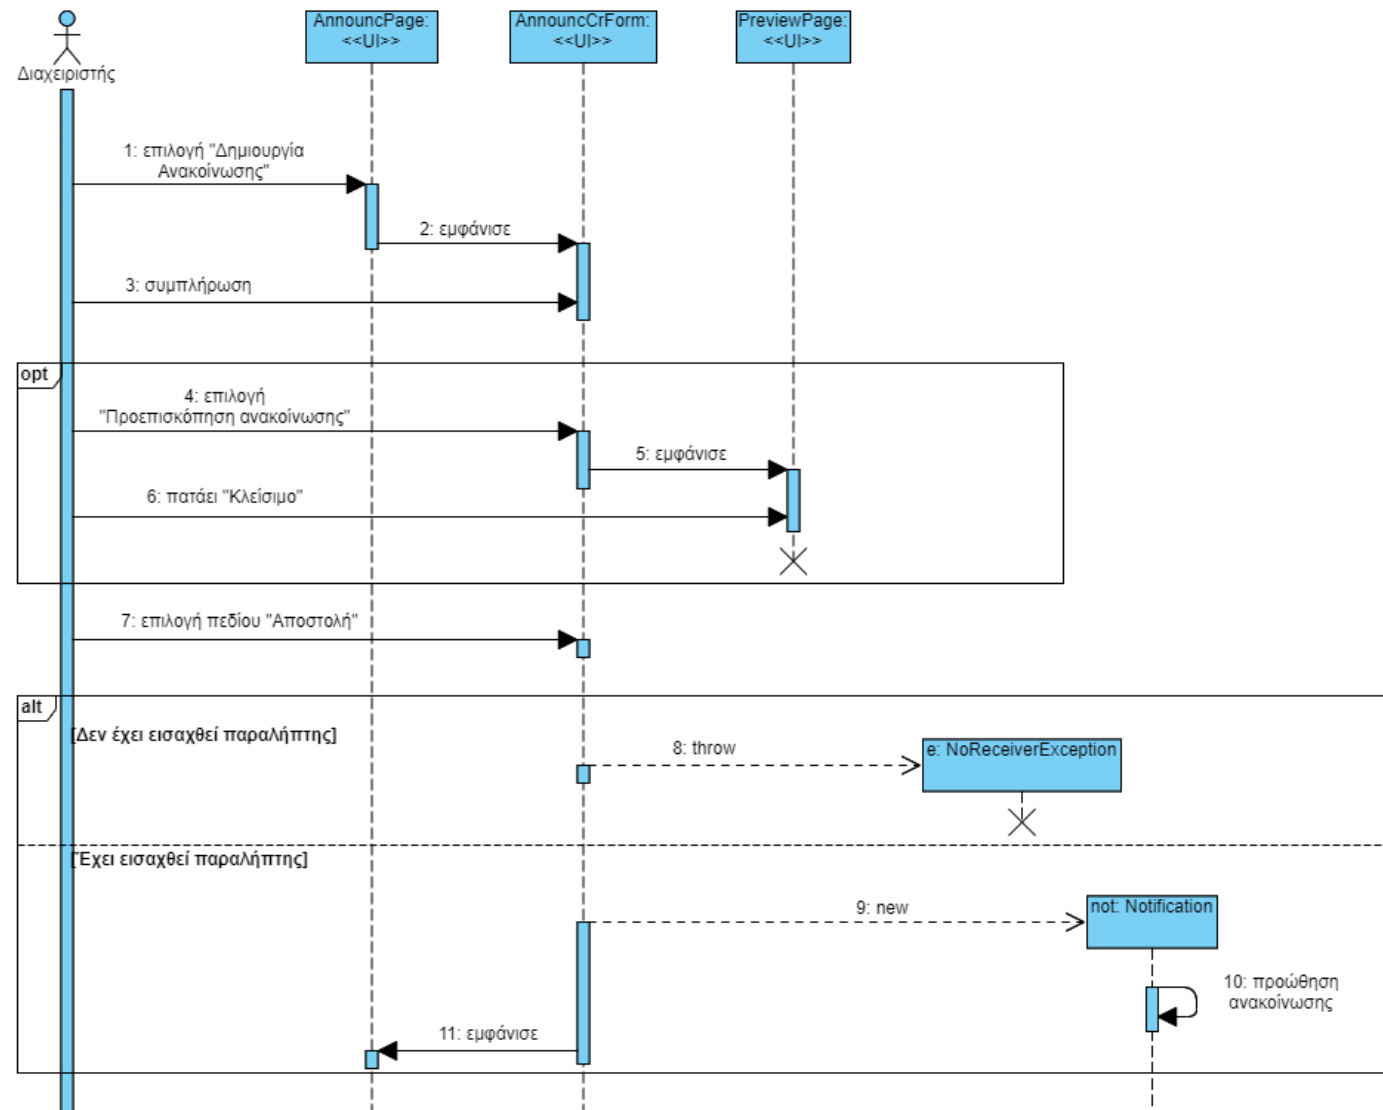 AnnouncPage:
<<UI>>
AnnouncCrForm:
<<UI>>
PreviewPage:
<<UI>>
Διαχειριστής
1: επιλογή "Δημιουργία
Ανακοίνωσης"
2: εμφάνισε
3: συμπλήρωση
opt
4: επιλογή
"Προεπισκόπηση ανακοίνωσης"
5: εμφάνισε
6: πατάει "Κλείσιμο"
7: επιλογή πεδίου "Αποστολή"
alt
[Δεν έχει εισαχθεί παραλήπτης]
8: throw
e: NoReceiverException
[Έχει εισαχθεί παραλήπτης]
9: new
not: Notification
10: προώθηση
ανακοίνωσης
11: εμφάνισε